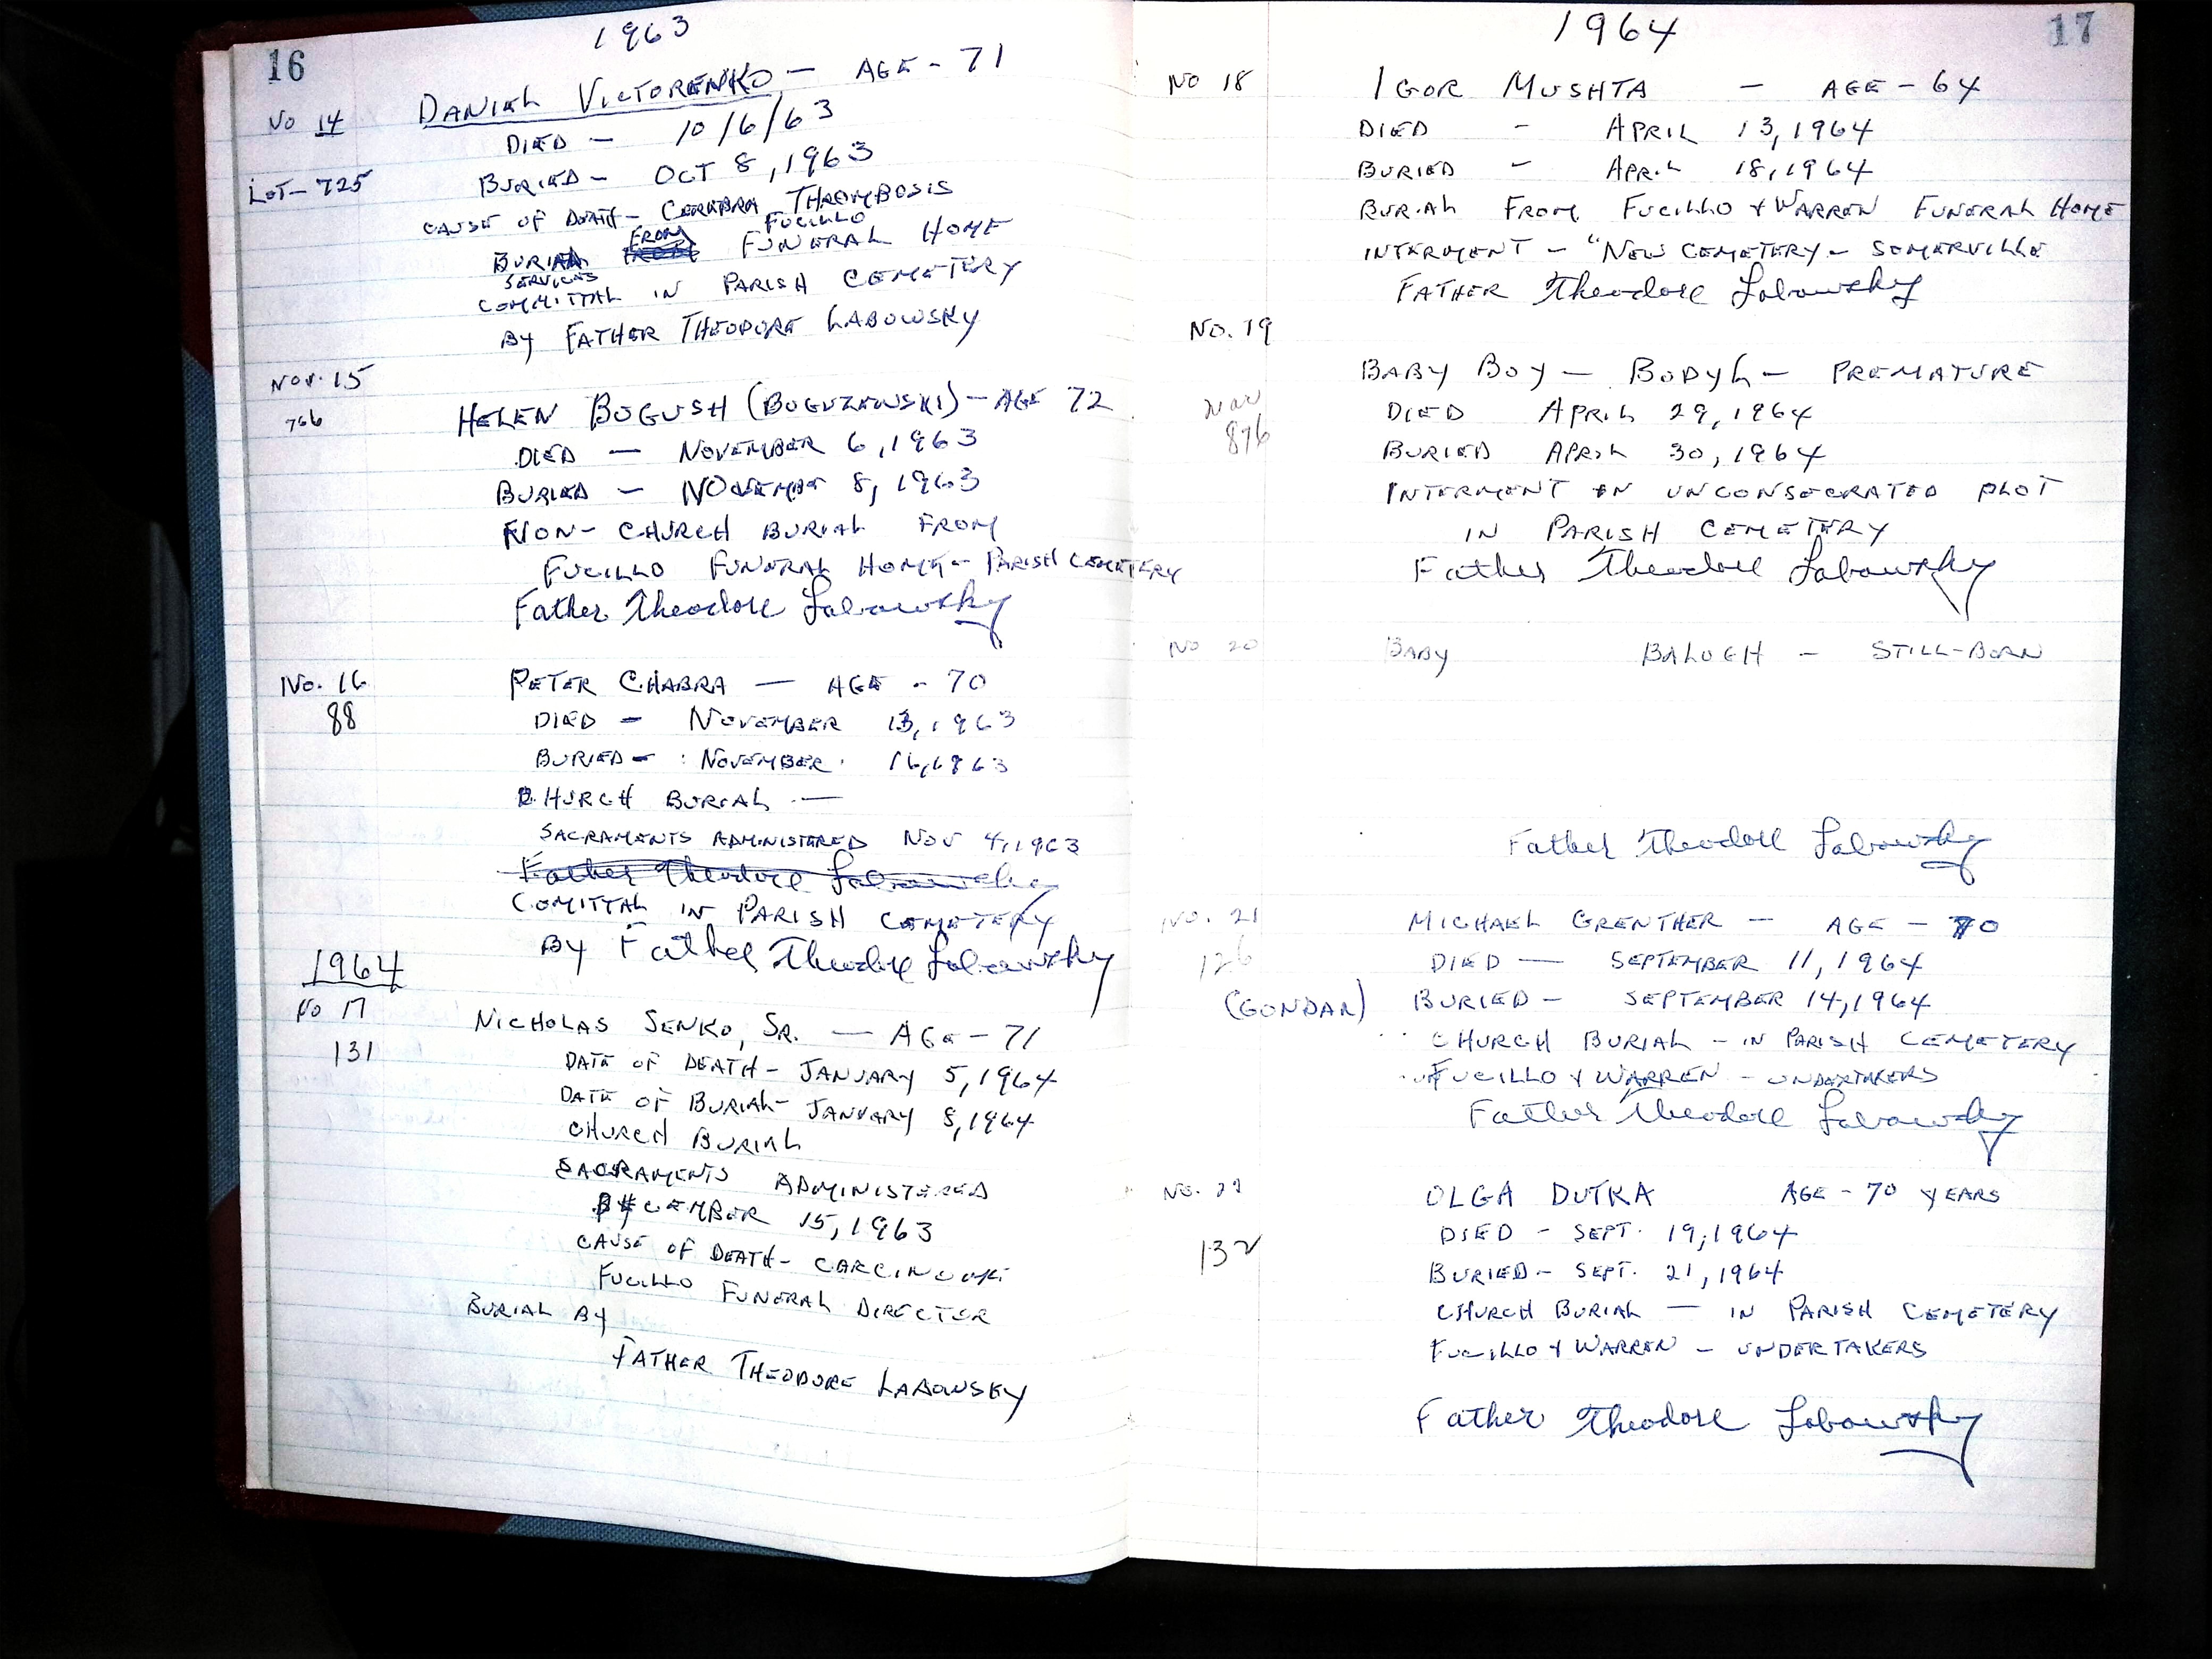 16
1963
No 14
DANIEL VICTORENKO — AGE - 71
DIED — 10/6/63
LOT - 725
BURIED - OCT 8, 1963
CAUSE OF DEATH - CEREBRA THROMBOSIS
BURIAL SERVICES FROM FUCILLO FUNERAL HOME
COMMITTAL IN PARISH CEMETERY
BY FATHER THEODORE LABOWSKY
Nov. 15
766
HELEN BOGUSH (BOGUZEWSKI) - AGE 72
DIED — NOVEMBER 6, 1963
BURIED — NOVEMBR 8, 1963
NON-CHURCH BURIAL FROM
FUCILLO FUNERAL HOME - PARISH CEMETERY
Father Theodore Labowsky
No. 16
88
PETER CHABRA — AGE - 70
DIED - NOVEMBER 13, 1963
BURIED - NOVEMBER 16, 1963
CHURCH BURIAL —
SACRAMENTS ADMINISTERED NOV 4, 1963
Father Theodore Labowsky
COMITTAL IN PARISH CEMETERY
BY Father Theodore Labowsky
1964
No 17
131
NICHOLAS SENKO, SR. — AGE - 71
DATE OF DEATH - JANUARY 5, 1964
DATE OF BURIAL - JANUARY 8, 1964
CHURCH BURIAL
SACRAMENTS ADMINISTERED
DECEMBER 15, 1963
CAUSE OF DEATH - CARCINOMA
FUCILLO FUNERAL DIRECTOR
BURIAL BY
FATHER THEODORE LABOWSKY
17
1964
No 18
IGOR MUSHTA — AGE - 64
DIED - APRIL 13, 1964
BURIED - APRIL 18, 1964
BURIAL FROM FUCILLO & WARREN FUNERAL HOME
INTERMENT - "NEW CEMETERY - SOMERVILLE
FATHER Theodore Labowsky
No. 19
BABY BOY — BODYL — PREMATURE
876
DIED APRIL 29, 1964
BURIED APRIL 30, 1964
INTERMENT IN UNCONSECRATED PLOT
IN PARISH CEMETERY
Father Theodore Labowsky
No 20
BABY BALOGH — STILL-BORN
Father Theodore Labowsky
No. 21
126
(GONDAR)
MICHAEL GRENTHER — AGE - 70
DIED — SEPTEMBER 11, 1964
BURIED - SEPTEMBER 14, 1964
CHURCH BURIAL - IN PARISH CEMETERY
FUCILLO & WARREN - UNDERTAKERS
Father Theodore Labowsky
No. 22
132
OLGA DUTKA AGE - 70 YEARS
DIED - SEPT. 19, 1964
BURIED - SEPT. 21, 1964
CHURCH BURIAL — IN PARISH CEMETERY
FUCILLO & WARREN - UNDERTAKERS
Father Theodore Labowsky